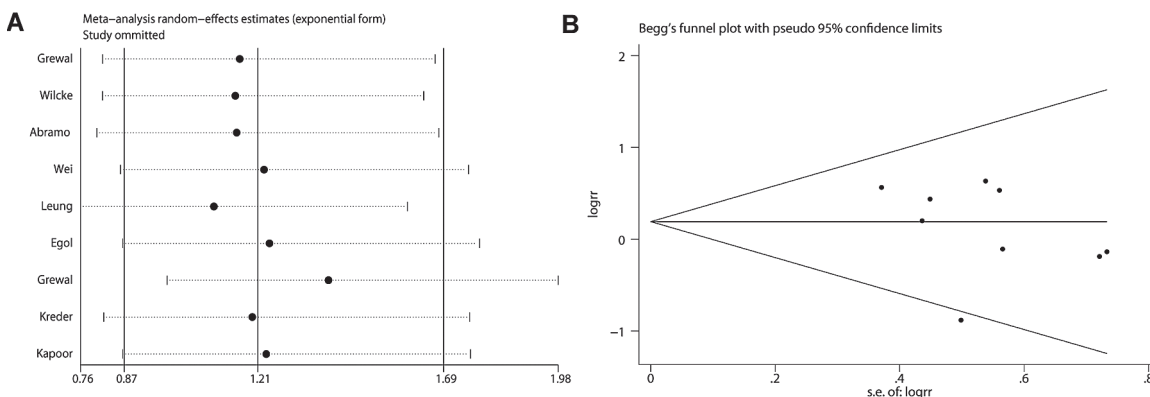 A
Meta−analysis random−effects estimates (exponential form)
Study ommitted
Grewal
Wilcke
Abramo
Wei
Leung
Egol
Grewal
Kreder
Kapoor
0.76 0.87 1.21 1.69 1.98
B
Begg's funnel plot with pseudo 95% confidence limits
logrr
2
1
0
−1
0 .2 .4 .6 .8
s.e. of: logrr